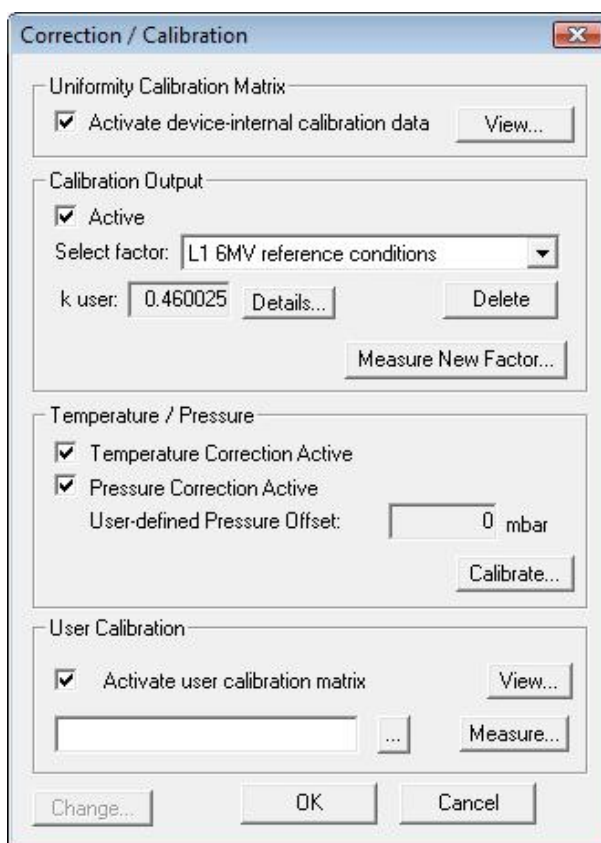 Correction / Calibration
Uniformity Calibration Matrix
Activate device-internal calibration data View...
Calibration Output
Active
Select factor: L1 6MV reference conditions
k user: 0.460025 Details... Delete
Measure New Factor...
Temperature / Pressure
Temperature Correction Active
Pressure Correction Active
User-defined Pressure Offset: 0 mbar
Calibrate...
User Calibration
Activate user calibration matrix View...
... Measure...
Change... OK Cancel